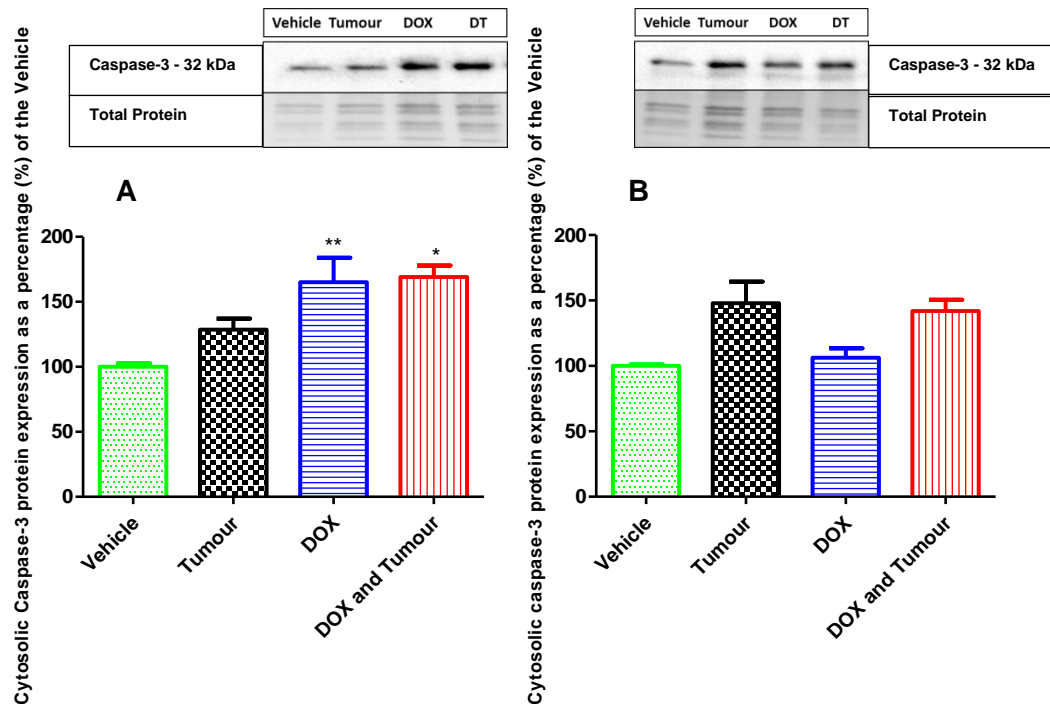 Vehicle Tumour DOX DT
Caspase-3 - 32 kDa
Total Protein
Cytosolic Caspase-3 protein expression as a percentage (%) of the Vehicle
A
200
150
100
50
0
**
*
Vehicle
Tumour
DOX
DOX and Tumour
Vehicle Tumour DOX DT
Caspase-3 - 32 kDa
Total Protein
Cytosolic caspase-3 protein expression as a percentage (%) of the Vehicle
B
200
150
100
50
0
Vehicle
Tumour
DOX
DOX and Tumour